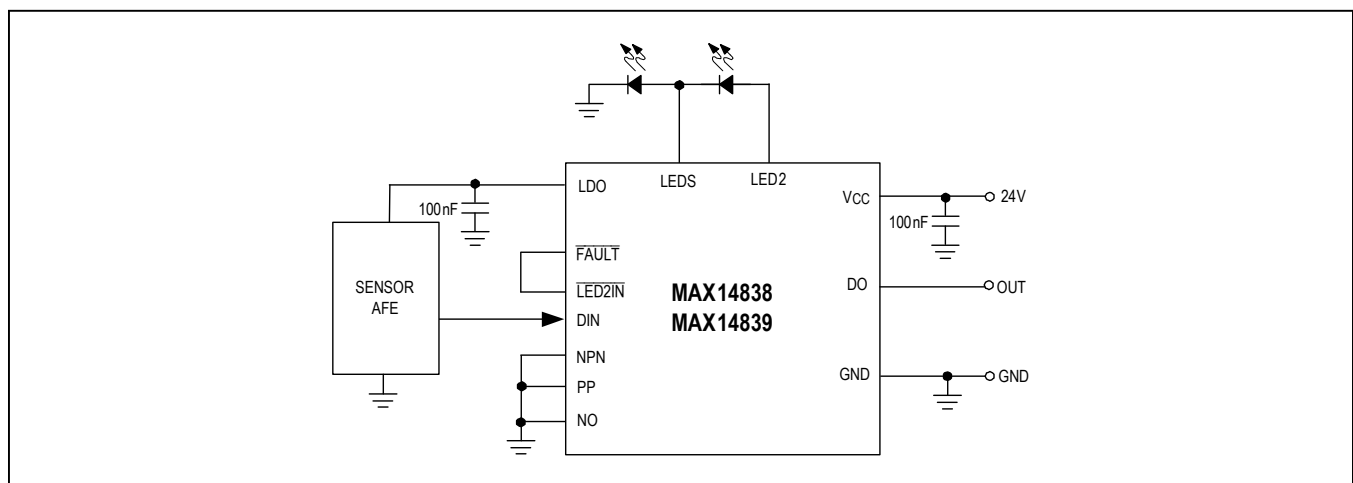 LEDS LED2
LDO
VCC
24V
100nF
100nF
FAULT
SENSOR
AFE
LED2IN
MAX14838
DO
OUT
DIN
MAX14839
NPN
PP
GND
GND
NO